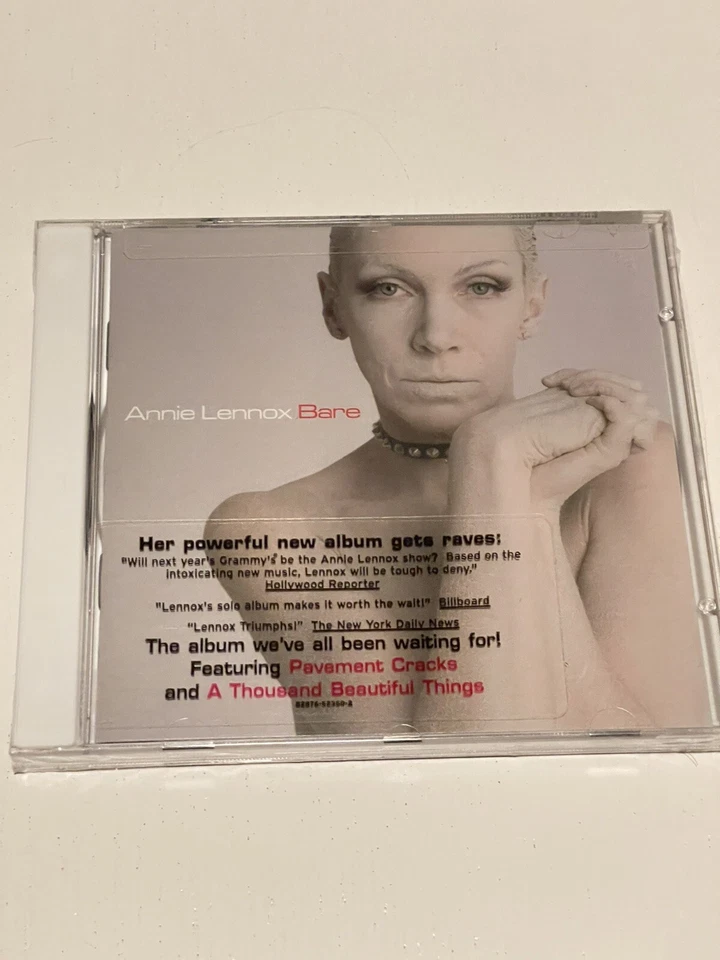 Annie Lennox Bare
Her powerful new album gets raves:
"Will next year's Grammy's be the Annie Lennox show? Based on the
intoxicating new music, Lennox will be tough to deny."
Hollywood Reporter
"Lennox's solo album makes it worth the wait!" Billboard
"Lennox Triumphs!" The New York Daily News
The album we've all been waiting for!
Featuring Pavement Cracks
and A Thousand Beautiful Things